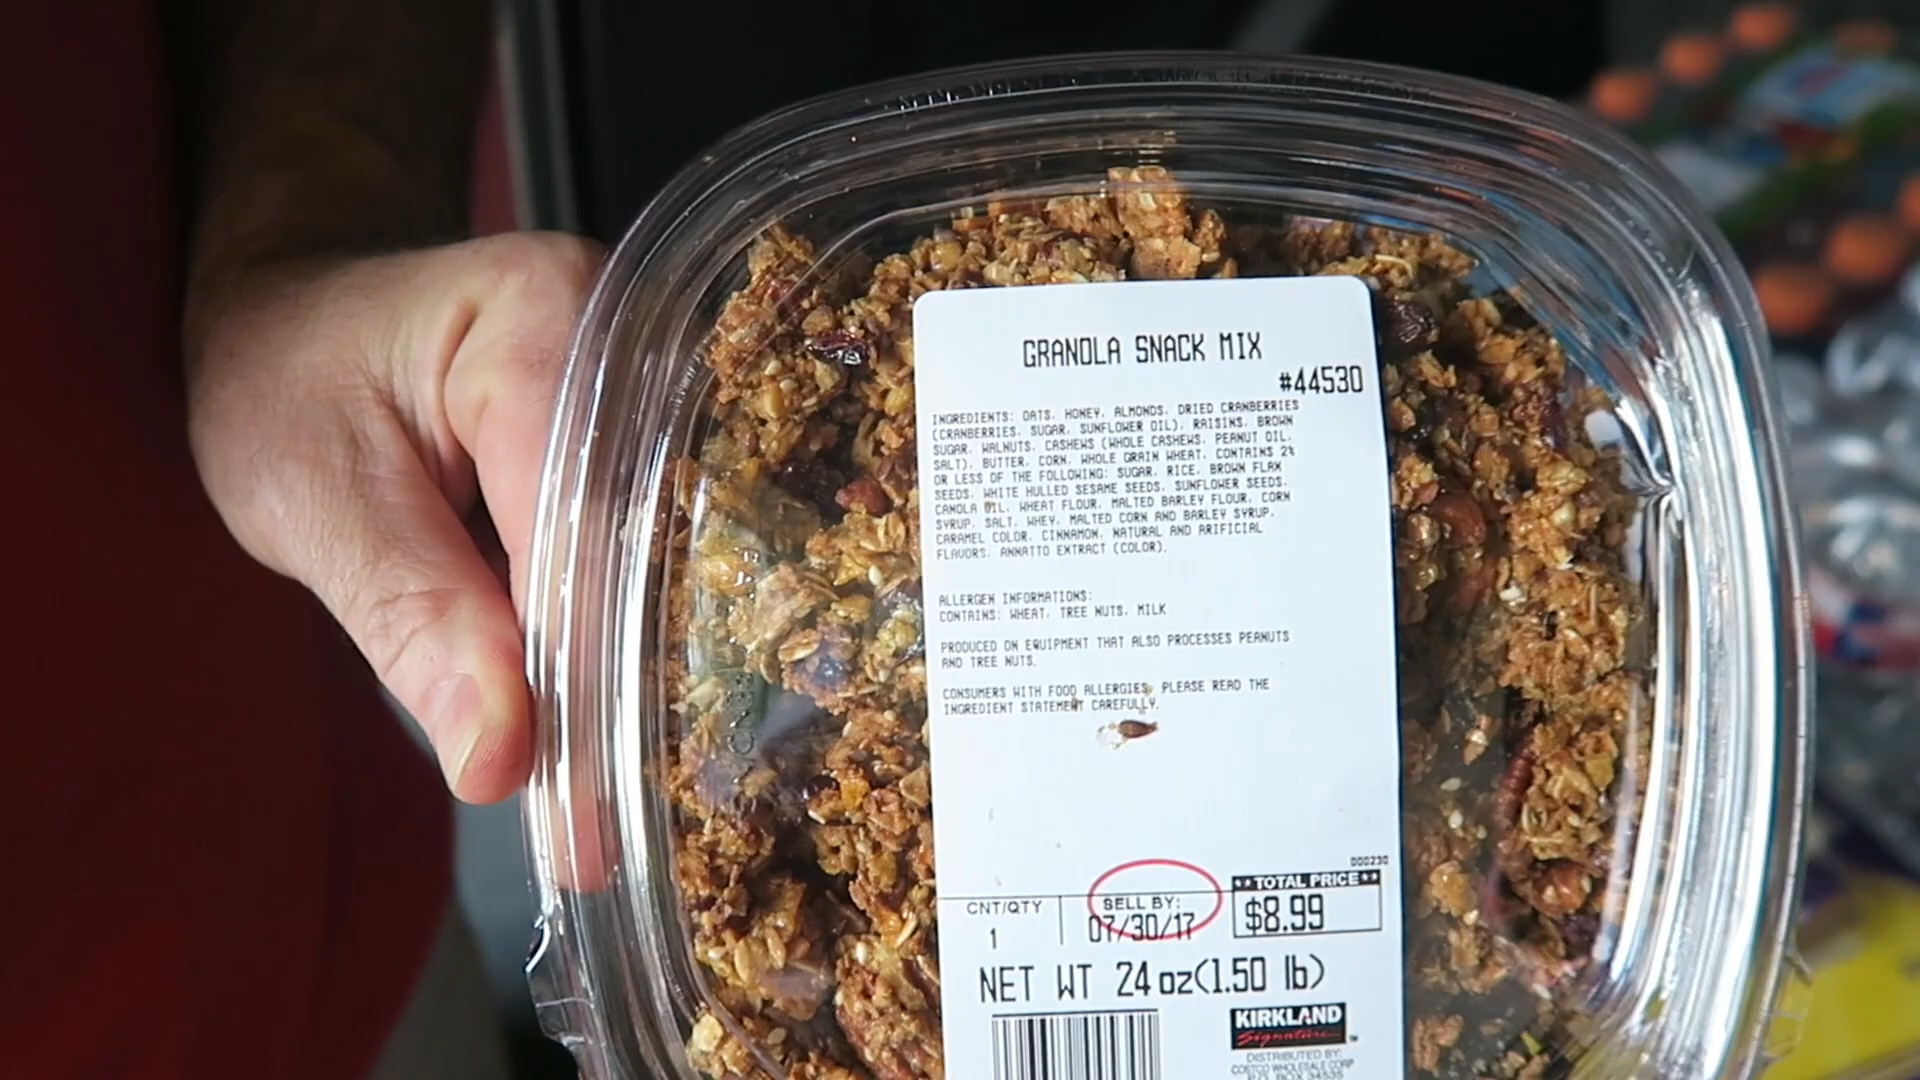 GRANOLA SNACK MIX
#44530
INGREDIENTS: OATS, HONEY, ALMONDS, DRIED CRANBERRIES
(CRANBERRIES, SUGAR, SUNFLOWER OIL), RAISINS, BROWN
SUGAR, WALNUTS, CASHEWS (WHOLE CASHEWS, PEANUT OIL,
SALT), BUTTER, CORN, WHOLE GRAIN WHEAT, CONTAINS 2%
OR LESS OF THE FOLLOWING: SUGAR, RICE, BROWN FLAX
SEEDS, WHITE HULLED SESAME SEEDS, SUNFLOWER SEEDS,
CANOLA OIL, WHEAT FLOUR, MALTED BARLEY FLOUR, CORN
SYRUP, SALT, WHEY, MALTED CORN AND BARLEY SYRUP,
CARAMEL COLOR, CINNAMON, NATURAL AND ARIFICIAL
FLAVORS, ANNATTO EXTRACT (COLOR).
ALLERGEN INFORMATIONS:
CONTAINS: WHEAT, TREE NUTS, MILK
PRODUCED ON EQUIPMENT THAT ALSO PROCESSES PEANUTS
AND TREE NUTS.
CONSUMERS WITH FOOD ALLERGIES, PLEASE READ THE
INGREDIENT STATEMENT CAREFULLY.
000230
CNT/QTY
1
SELL BY:
07/30/17
**TOTAL PRICE**
$8.99
NET WT 24 oz(1.50 lb)
KIRKLAND
Signature™
DISTRIBUTED BY:
COSTCO WHOLESALE CORP
P.O. BOX 34535